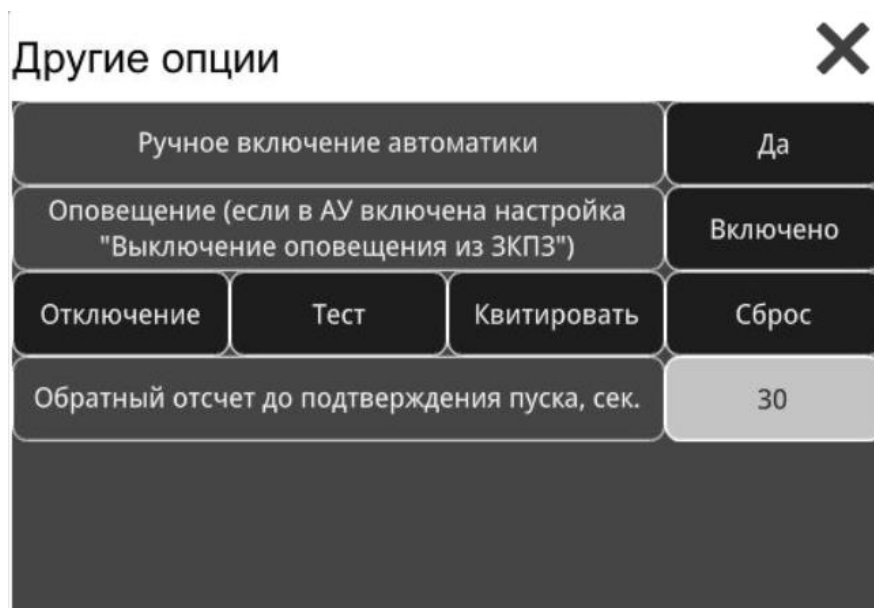 Другие опции
Ручное включение автоматики
Да
Оповещение (если в АУ включена настройка
"Выключение оповещения из ЗКПЗ")
Включено
Отключение
Тест
Квитировать
Сброс
Обратный отсчет до подтверждения пуска, сек.
30